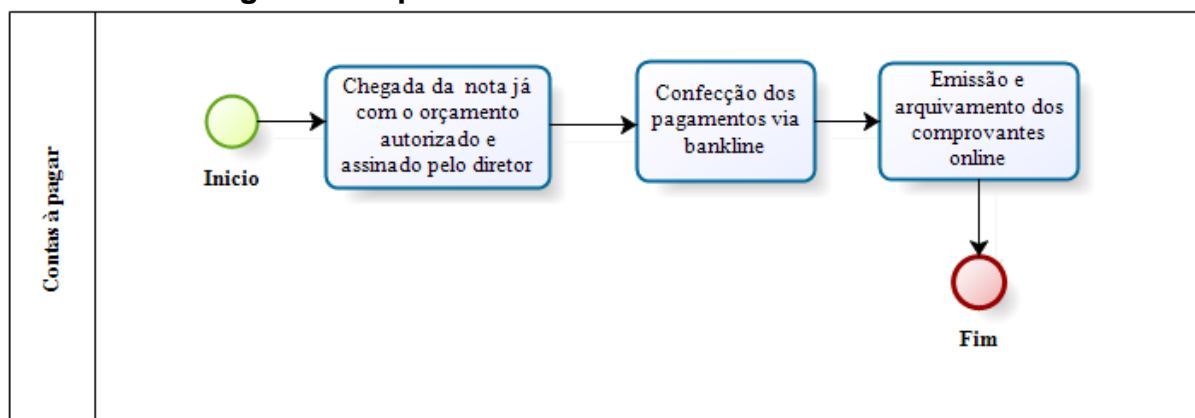 Contas à pagar
Inicio
Chegada da nota já
com o orçamento
autorizado e
assinado pelo diretor
Confecção dos
pagamentos via
bankline
Emissão e
arquivamento dos
comprovantes
online
Fim